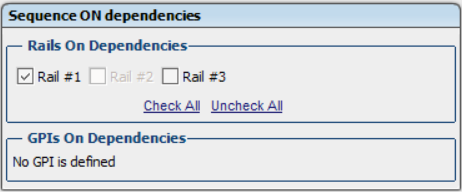 Sequence ON dependencies
Rails On Dependencies
Rail #1 Rail #2 Rail #3
Check All Uncheck All
GPIs On Dependencies
No GPI is defined